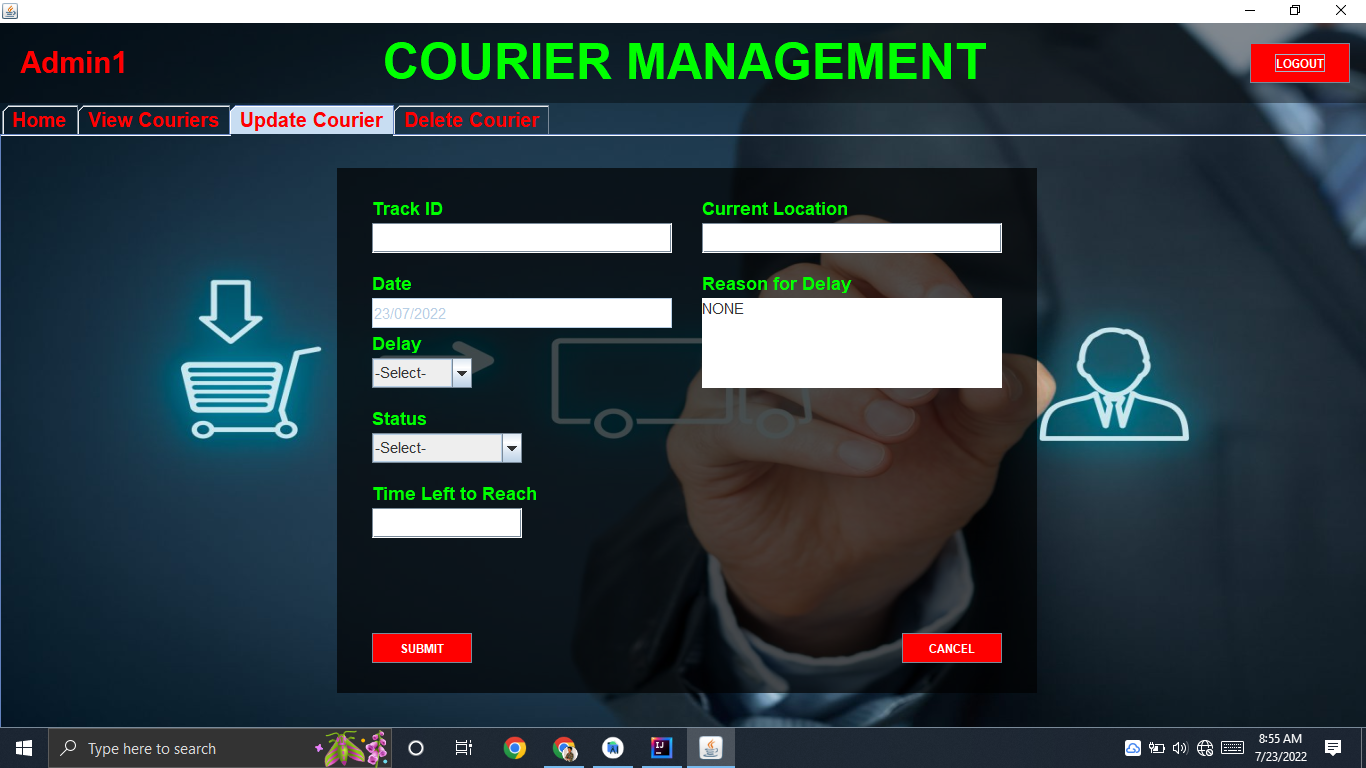 Admin1
COURIER MANAGEMENT
LOGOUT
Home
View Couriers
Update Courier
Delete Courier
Track ID
Current Location
Date
Reason for Delay
23/07/2022
NONE
Delay
-Select-
Status
-Select-
Time Left to Reach
SUBMIT
CANCEL
Type here to search
8:55 AM
7/23/2022